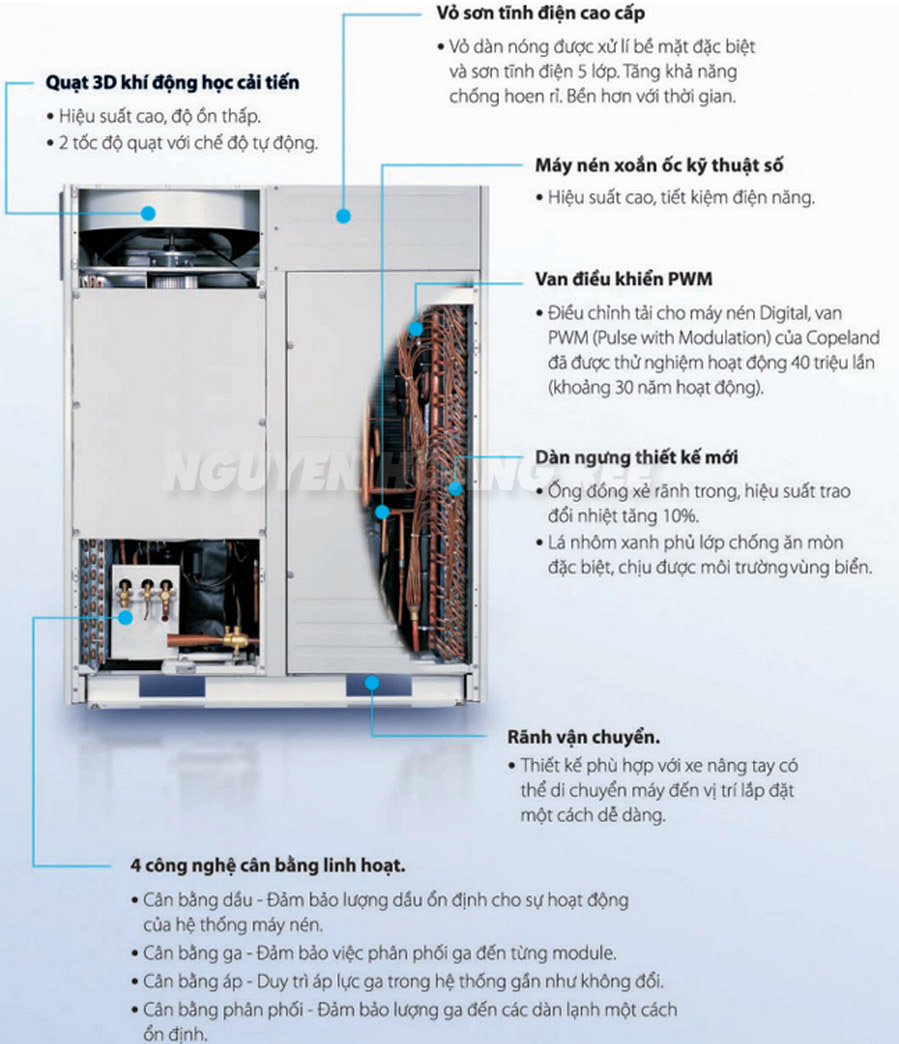 Vỏ sơn tĩnh điện cao cấp
• Vỏ dàn nóng được xử lí bề mặt đặc biệt
và sơn tĩnh điện 5 lớp. Tăng khả năng
chống hoen rỉ. Bền hơn với thời gian.
Quạt 3D khí động học cải tiến
• Hiệu suất cao, độ ồn thấp.
• 2 tốc độ quạt với chế độ tự động.
Máy nén xoắn ốc kỹ thuật số
• Hiệu suất cao, tiết kiệm điện năng.
Van điều khiển PWM
• Điều chỉnh tải cho máy nén Digital, van
PWM (Pulse with Modulation) của Copeland
đã được thử nghiệm hoạt động 40 triệu lần
(khoảng 30 năm hoạt động).
Dàn ngưng thiết kế mới
• Ống đồng xẻ rãnh trong, hiệu suất trao
đổi nhiệt tăng 10%.
• Lá nhôm xanh phủ lớp chống ăn mòn
đặc biệt, chịu được môi trường vùng biển.
NGUYEN HOANG REE
Rãnh vận chuyển.
• Thiết kế phù hợp với xe nâng tay có
thể di chuyển máy đến vị trí lắp đặt
một cách dễ dàng.
4 công nghệ cân bằng linh hoạt.
• Cân bằng dầu - Đảm bảo lượng dầu ổn định cho sự hoạt động
của hệ thống máy nén.
• Cân bằng ga - Đảm bảo việc phân phối ga đến từng module.
• Cân bằng áp - Duy trì áp lực ga trong hệ thống gần như không đổi.
• Cân bằng phân phối - Đảm bảo lượng ga đến các dàn lạnh một cách
ổn định.